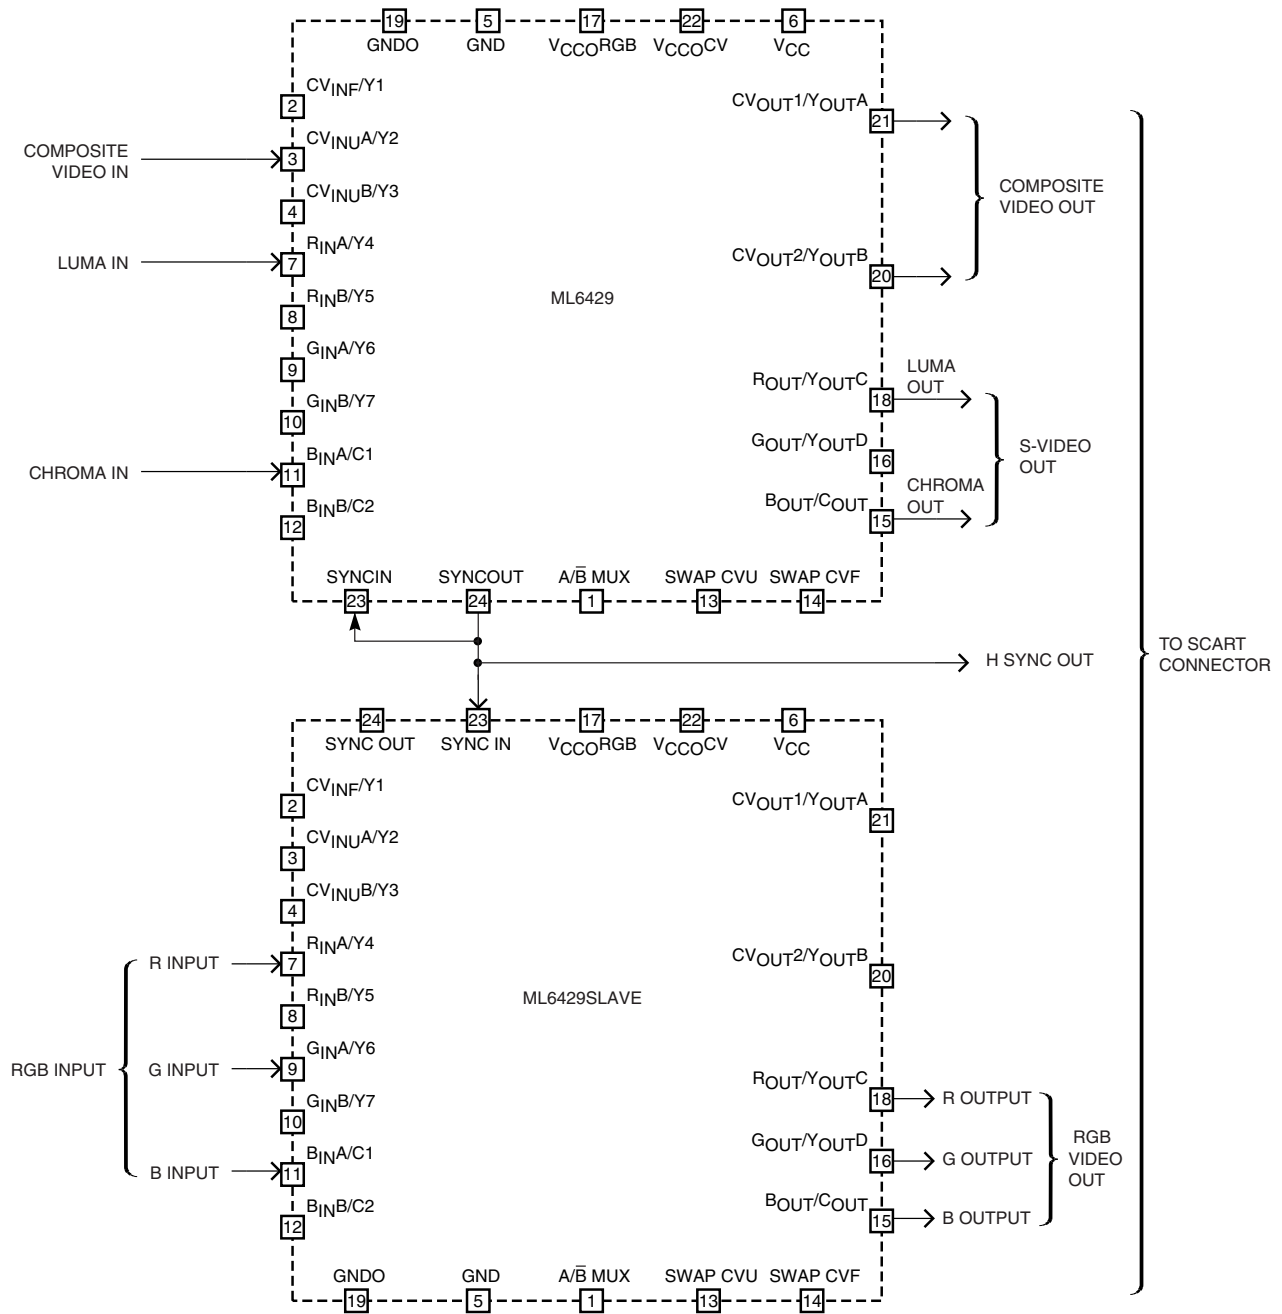 19 5 17 22 6
GNDO GND VCCORGB VCCOCV VCC
CVINF/Y1
2
CVOUT1/YOUTA
21
CVINUA/Y2
COMPOSITE
VIDEO IN
3
CVINUB/Y3
4
COMPOSITE
VIDEO OUT
RINA/Y4
LUMA IN
7
CVOUT2/YOUTB
20
RINB/Y5
8
ML6429
GINA/Y6
9
ROUT/YOUTC
18
LUMA
OUT
GINB/Y7
10
GOUT/YOUTD
16
S-VIDEO
OUT
BINA/C1
CHROMA IN
11
BOUT/COUT
15
CHROMA
OUT
BINB/C2
12
SYNCIN SYNCOUT A/B̅ MUX SWAP CVU SWAP CVF
23 24 1 13 14
H SYNC OUT
TO SCART
CONNECTOR
24 23 17 22 6
SYNC OUT SYNC IN VCCORGB VCCOCV VCC
CVINF/Y1
2
CVOUT1/YOUTA
21
CVINUA/Y2
3
CVINUB/Y3
4
RINA/Y4
R INPUT
7
CVOUT2/YOUTB
20
RINB/Y5
8
ML6429SLAVE
GINA/Y6
RGB INPUT
G INPUT
9
ROUT/YOUTC
18
R OUTPUT
GINB/Y7
10
GOUT/YOUTD
16
G OUTPUT
RGB
VIDEO
OUT
BINA/C1
B INPUT
11
BOUT/COUT
15
B OUTPUT
BINB/C2
12
GNDO GND A/B̅ MUX SWAP CVU SWAP CVF
19 5 1 13 14